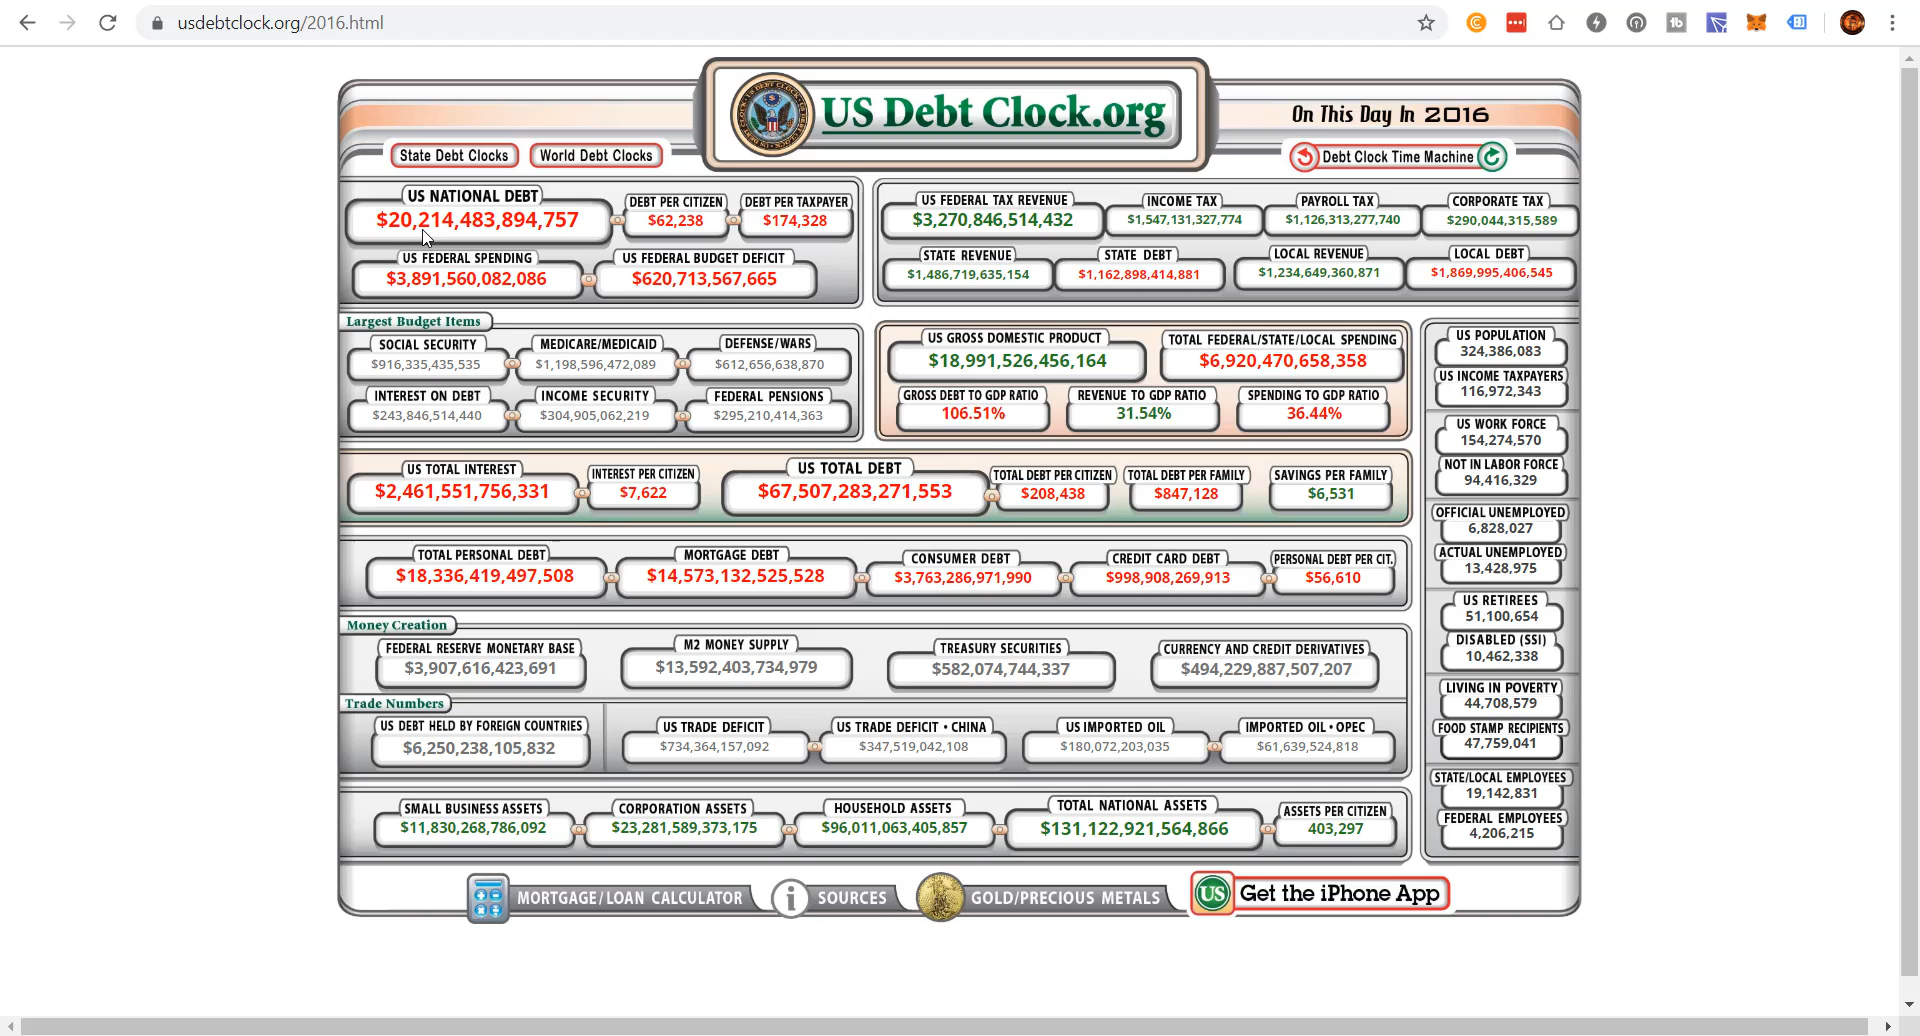 usdebtclock.org/2016.html
US Debt Clock.org
On This Day In 2016
State Debt Clocks
World Debt Clocks
Debt Clock Time Machine
US NATIONAL DEBT
$20,214,483,894,757
DEBT PER CITIZEN
$62,238
DEBT PER TAXPAYER
$174,328
US FEDERAL SPENDING
$3,891,560,082,086
US FEDERAL BUDGET DEFICIT
$620,713,567,665
US FEDERAL TAX REVENUE
$3,270,846,514,432
INCOME TAX
$1,547,131,327,774
PAYROLL TAX
$1,126,313,277,740
CORPORATE TAX
$290,044,315,589
STATE REVENUE
$1,486,719,635,154
STATE DEBT
$1,162,898,414,881
LOCAL REVENUE
$1,234,649,360,871
LOCAL DEBT
$1,869,995,406,545
Largest Budget Items
SOCIAL SECURITY
$916,335,435,535
MEDICARE/MEDICAID
$1,198,596,472,089
DEFENSE/WARS
$612,656,638,870
INTEREST ON DEBT
$243,846,514,440
INCOME SECURITY
$304,905,062,219
FEDERAL PENSIONS
$295,210,414,363
US GROSS DOMESTIC PRODUCT
$18,991,526,456,164
TOTAL FEDERAL/STATE/LOCAL SPENDING
$6,920,470,658,358
GROSS DEBT TO GDP RATIO
106.51%
REVENUE TO GDP RATIO
31.54%
SPENDING TO GDP RATIO
36.44%
US TOTAL INTEREST
$2,461,551,756,331
INTEREST PER CITIZEN
$7,622
US TOTAL DEBT
$67,507,283,271,553
TOTAL DEBT PER CITIZEN
$208,438
TOTAL DEBT PER FAMILY
$847,128
SAVINGS PER FAMILY
$6,531
TOTAL PERSONAL DEBT
$18,336,419,497,508
MORTGAGE DEBT
$14,573,132,525,528
CONSUMER DEBT
$3,763,286,971,990
CREDIT CARD DEBT
$998,908,269,913
PERSONAL DEBT PER CIT.
$56,610
Money Creation
FEDERAL RESERVE MONETARY BASE
$3,907,616,423,691
M2 MONEY SUPPLY
$13,592,403,734,979
TREASURY SECURITIES
$582,074,744,337
CURRENCY AND CREDIT DERIVATIVES
$494,229,887,507,207
Trade Numbers
US DEBT HELD BY FOREIGN COUNTRIES
$6,250,238,105,832
US TRADE DEFICIT
$734,364,157,092
US TRADE DEFICIT • CHINA
$347,519,042,108
US IMPORTED OIL
$180,072,203,035
IMPORTED OIL • OPEC
$61,639,524,818
SMALL BUSINESS ASSETS
$11,830,268,786,092
CORPORATION ASSETS
$23,281,589,373,175
HOUSEHOLD ASSETS
$96,011,063,405,857
TOTAL NATIONAL ASSETS
$131,122,921,564,866
ASSETS PER CITIZEN
403,297
US POPULATION
324,386,083
US INCOME TAXPAYERS
116,972,343
US WORK FORCE
154,274,570
NOT IN LABOR FORCE
94,416,329
OFFICIAL UNEMPLOYED
6,828,027
ACTUAL UNEMPLOYED
13,428,975
US RETIREES
51,100,654
DISABLED (SSI)
10,462,338
LIVING IN POVERTY
44,708,579
FOOD STAMP RECIPIENTS
47,759,041
STATE/LOCAL EMPLOYEES
19,142,831
FEDERAL EMPLOYEES
4,206,215
MORTGAGE/LOAN CALCULATOR
SOURCES
GOLD/PRECIOUS METALS
US
Get the iPhone App